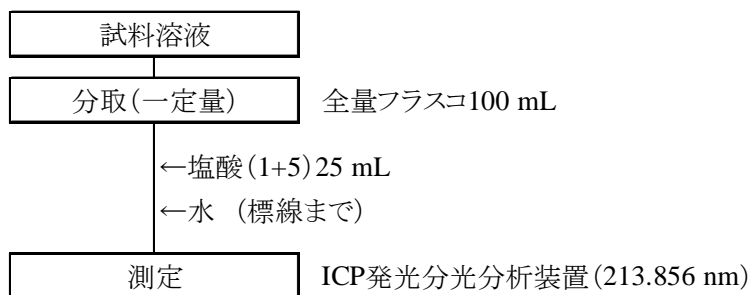 試料溶液
分取(一定量) 全量フラスコ100 mL
←塩酸(1+5)25 mL
←水 (標線まで)
測定 ICP発光分光分析装置(213.856 nm)